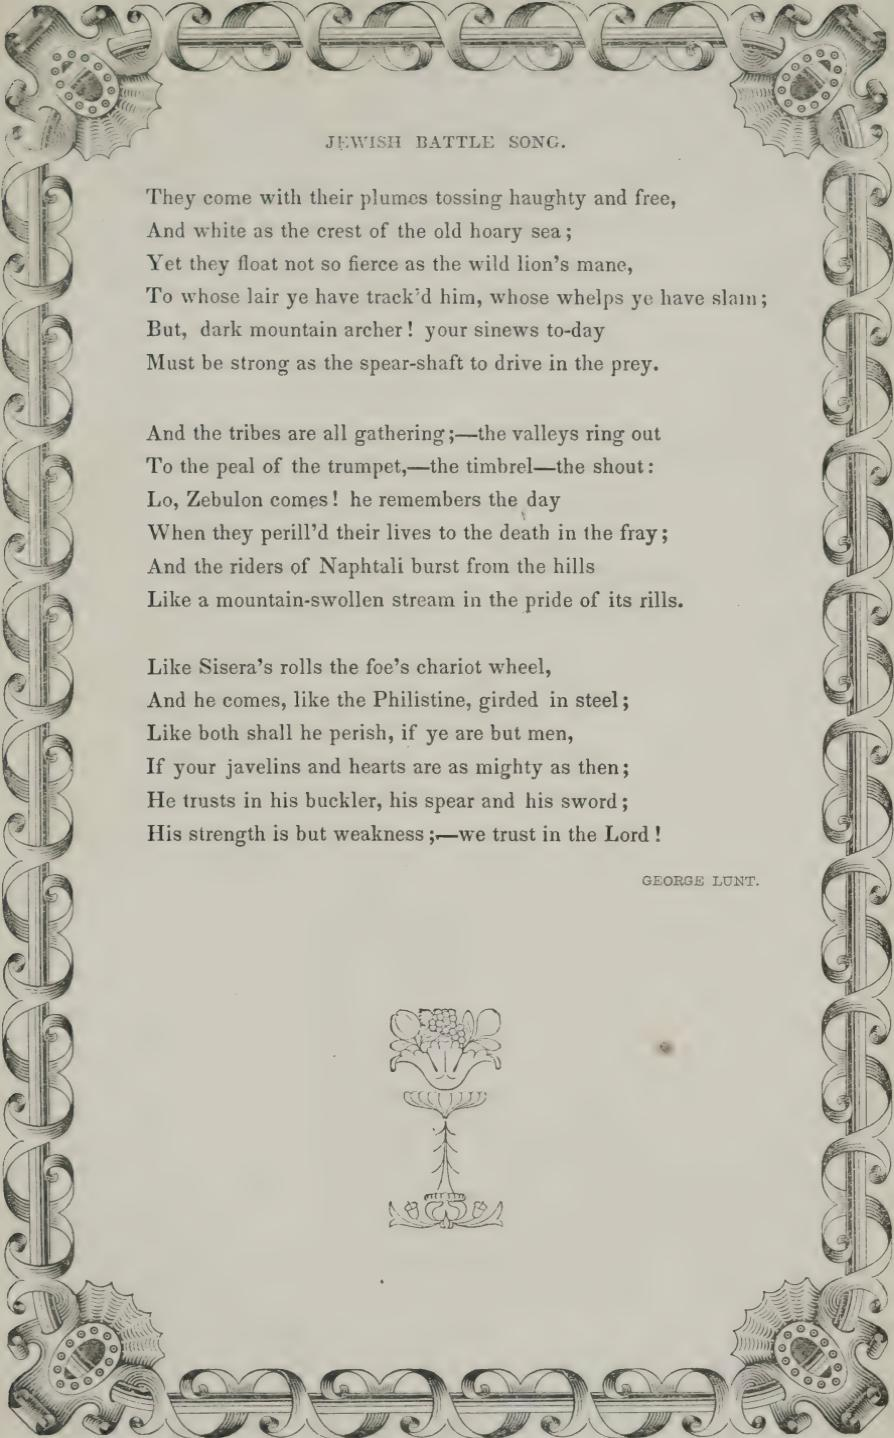 JEWISH BATTLE SONG.
They come with their plumes tossing haughty and free,
And white as the crest of the old hoary sea;
Yet they float not so fierce as the wild lion's mane,
To whose lair ye have track'd him, whose whelps ye have slain;
But, dark mountain archer! your sinews to-day
Must be strong as the spear-shaft to drive in the prey.
And the tribes are all gathering;—the valleys ring out
To the peal of the trumpet,—the timbrel—the shout:
Lo, Zebulon comes! he remembers the day
When they perill'd their lives to the death in the fray;
And the riders of Naphtali burst from the hills
Like a mountain-swollen stream in the pride of its rills.
Like Sisera's rolls the foe's chariot wheel,
And he comes, like the Philistine, girded in steel;
Like both shall he perish, if ye are but men,
If your javelins and hearts are as mighty as then;
He trusts in his buckler, his spear and his sword;
His strength is but weakness;—we trust in the Lord!
GEORGE LUNT.